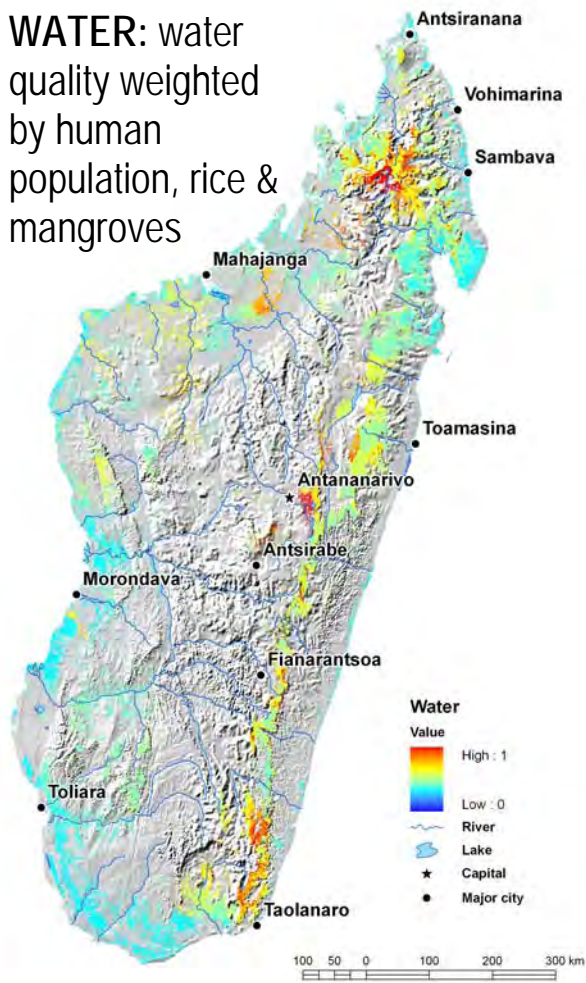 WATER: water
quality weighted
by human
population, rice &
mangroves
Antsiranana
Vohimarina
Sambava
Mahajanga
Toamasina
Antananarivo
Antsirabe
Morondava
Fianarantsoa
Toliara
Taolanaro
Water
Value
High : 1
Low : 0
River
Lake
Capital
Major city
100 50 0 100 200 300 km